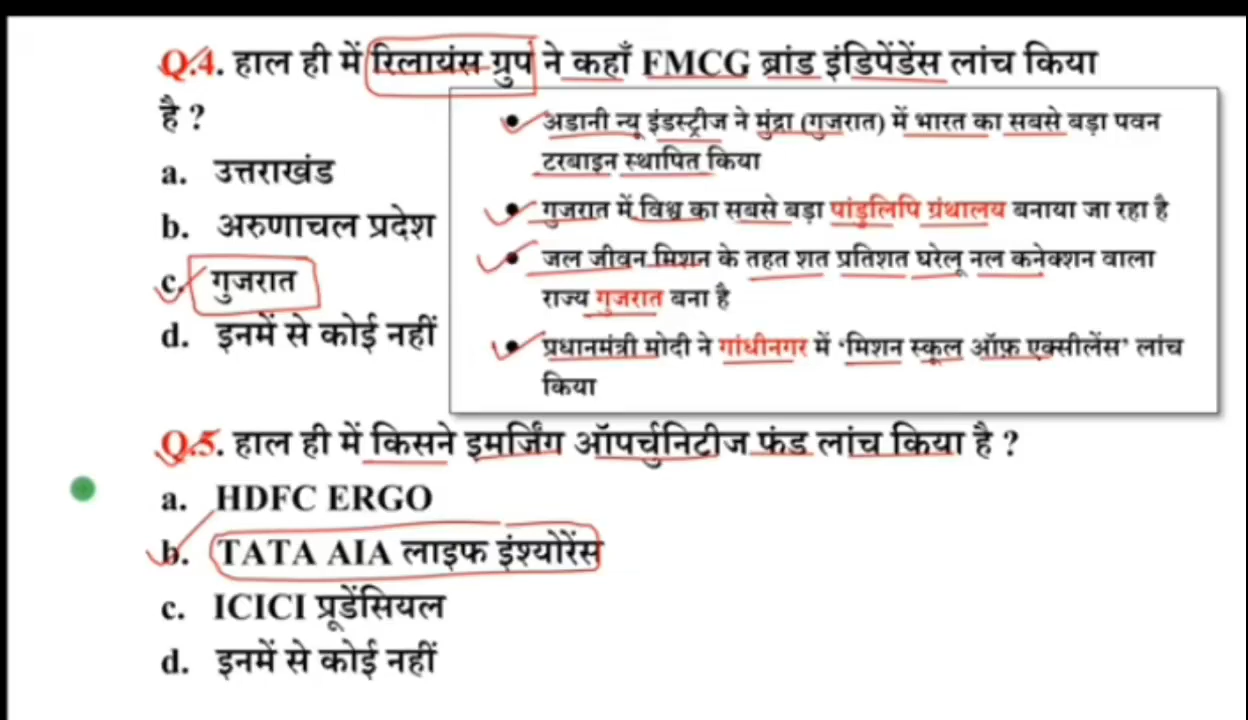 Q.4. हाल ही में रिलायंस ग्रुप ने कहाँ FMCG ब्रांड इंडिपेंडेंस लांच किया
है ?
a. उत्तराखंड
b. अरुणाचल प्रदेश
c. गुजरात
d. इनमें से कोई नहीं
• अडानी न्यू इंडस्ट्रीज ने मुंद्रा (गुजरात) में भारत का सबसे बड़ा पवन
टरबाइन स्थापित किया
• गुजरात में विश्व का सबसे बड़ा पांडुलिपि ग्रंथालय बनाया जा रहा है
• जल जीवन मिशन के तहत शत प्रतिशत घरेलू नल कनेक्शन वाला
राज्य गुजरात बना है
• प्रधानमंत्री मोदी ने गांधीनगर में ‘मिशन स्कूल ऑफ़ एक्सीलेंस’ लांच
किया
Q.5. हाल ही में किसने इमर्जिंग ऑपर्चुनिटीज फंड लांच किया है ?
a. HDFC ERGO
b. TATA AIA लाइफ इंश्योरेंस
c. ICICI प्रूडेंसियल
d. इनमें से कोई नहीं